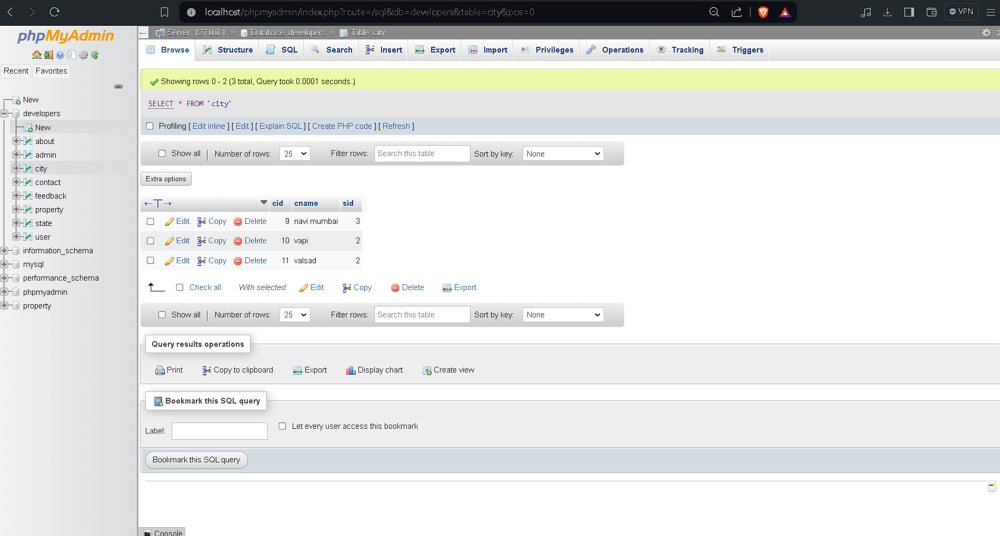 localhost/phpmyadmin/index.php?route=/sql&db=developers&table=city&pos=0
VPN
phpMyAdmin
Recent Favorites
New
developers
New
about
admin
city
contact
feedback
property
state
user
information_schema
mysql
performance_schema
phpmyadmin
property
Server: 127.0.0.1 » Database: developers » Table: city
Browse Structure SQL Search Insert Export Import Privileges Operations Tracking Triggers
Showing rows 0 - 2 (3 total, Query took 0.0001 seconds.)
SELECT * FROM `city`
Profiling [ Edit inline ] [ Edit ] [ Explain SQL ] [ Create PHP code ] [ Refresh ]
Show all Number of rows: 25 Filter rows: Search this table Sort by key: None
Extra options
←T→ cid cname sid
Edit Copy Delete 9 navi mumbai 3
Edit Copy Delete 10 vapi 2
Edit Copy Delete 11 valsad 2
Check all With selected: Edit Copy Delete Export
Show all Number of rows: 25 Filter rows: Search this table Sort by key: None
Query results operations
Print Copy to clipboard Export Display chart Create view
Bookmark this SQL query
Label: Let every user access this bookmark
Bookmark this SQL query
Console